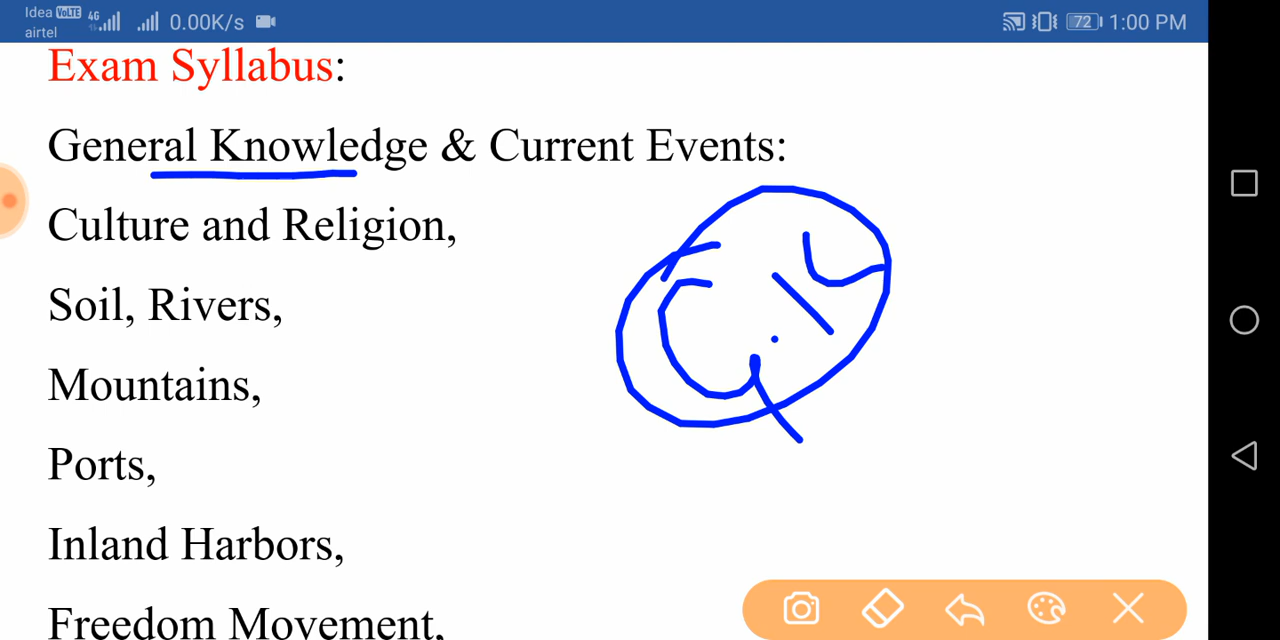 Idea VoLTE 4G 0.00K/s 72 1:00 PM
airtel
Exam Syllabus:
General Knowledge & Current Events:
Culture and Religion,
Soil, Rivers,
Mountains,
Ports,
Inland Harbors,
Freedom Movement,